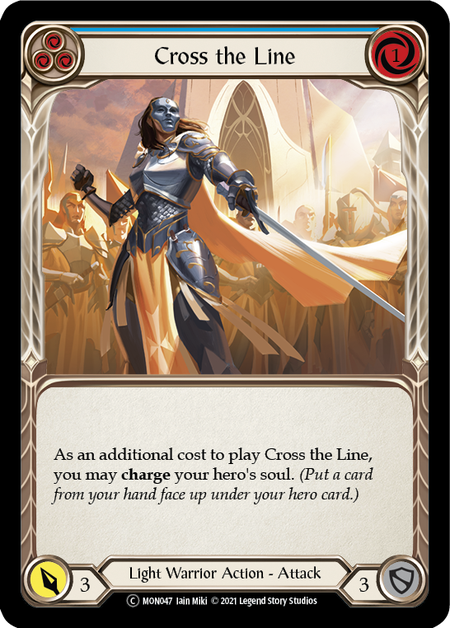 Cross the Line
1
As an additional cost to play Cross the Line,
you may charge your hero's soul. (Put a card
from your hand face up under your hero card.)
3
Light Warrior Action - Attack
3
C MON047 Iain Miki © 2021 Legend Story Studios